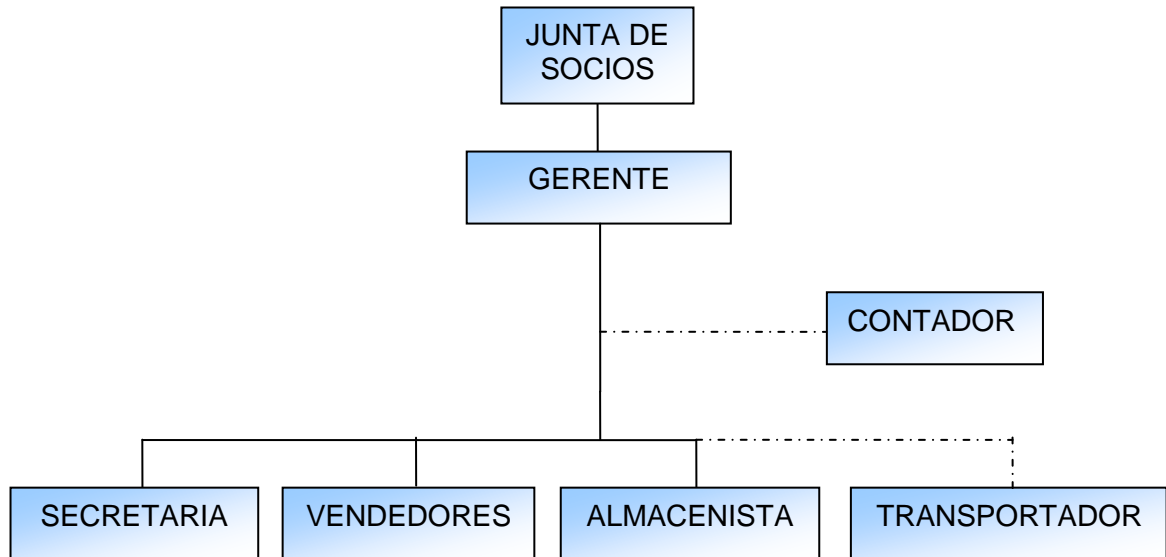 JUNTA DE
SOCIOS
GERENTE
CONTADOR
SECRETARIA
VENDEDORES
ALMACENISTA
TRANSPORTADOR